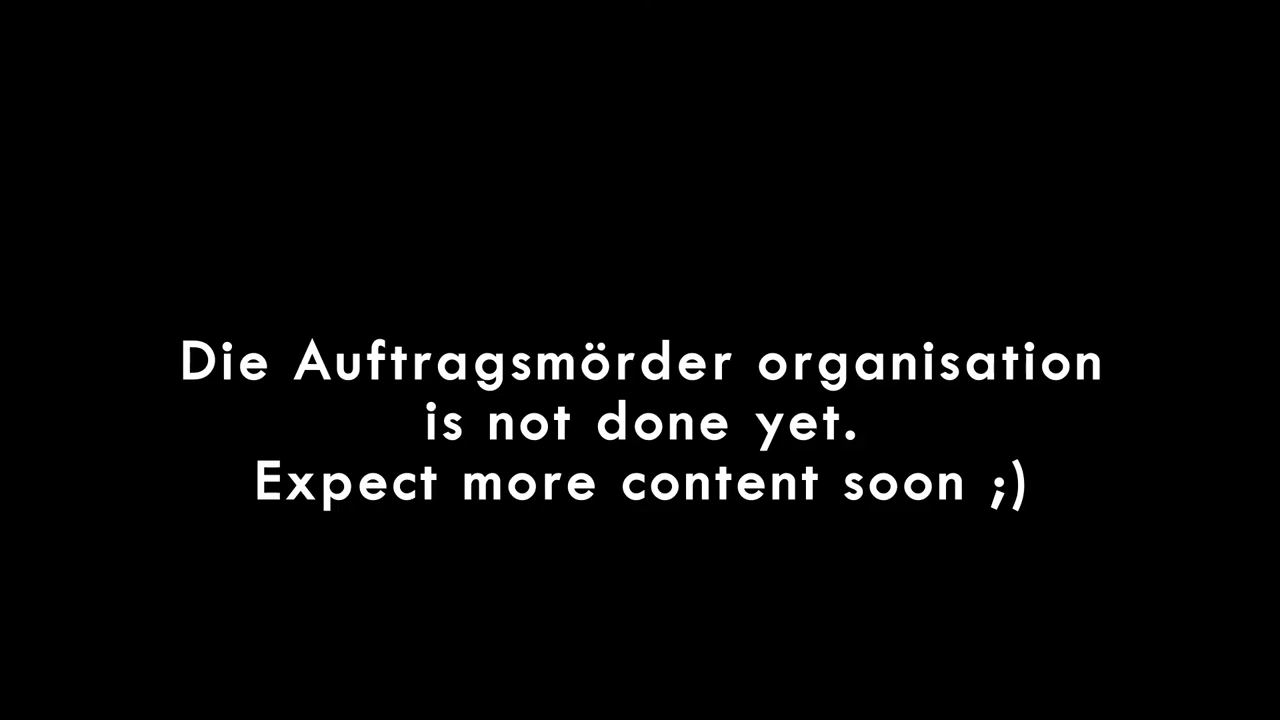 Die Auftragsmörder organisation
is not done yet.
Expect more content soon ;)